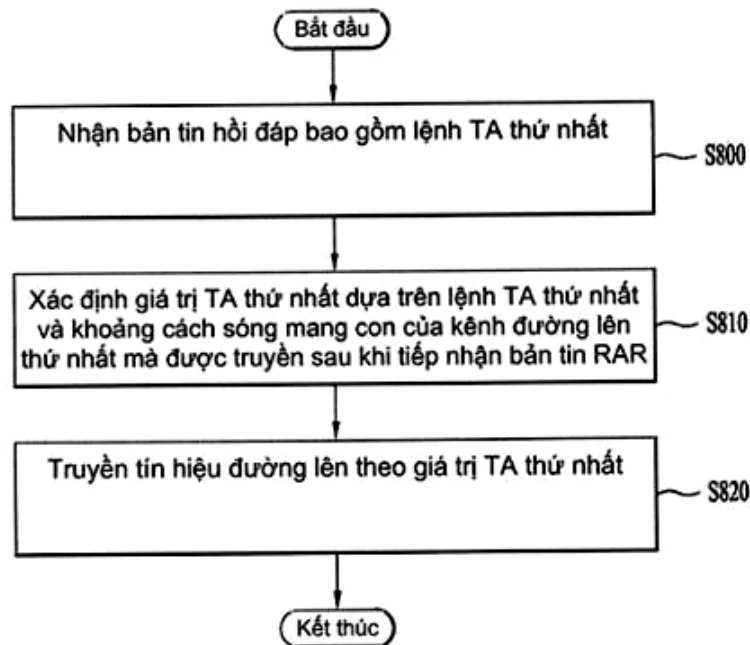 Bắt đầu
Nhận bản tin hồi đáp bao gồm lệnh TA thứ nhất
S800
Xác định giá trị TA thứ nhất dựa trên lệnh TA thứ nhất
và khoảng cách sóng mang con của kênh đường lên
thứ nhất mà được truyền sau khi tiếp nhận bản tin RAR
S810
Truyền tín hiệu đường lên theo giá trị TA thứ nhất
S820
Kết thúc